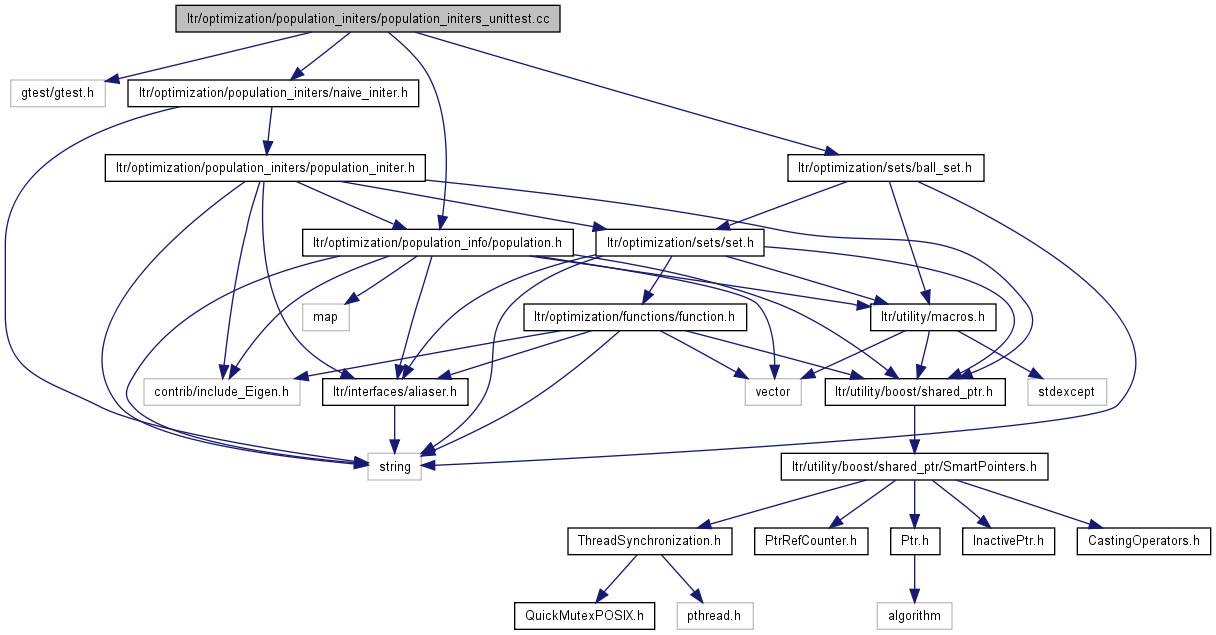 ltr/optimization/population_initers/population_initers_unittest.cc
gtest/gtest.h
ltr/optimization/population_initers/naive_initer.h
ltr/optimization/population_initers/population_initer.h
ltr/optimization/sets/ball_set.h
ltr/optimization/population_info/population.h
ltr/optimization/sets/set.h
map
ltr/optimization/functions/function.h
ltr/utility/macros.h
contrib/include_Eigen.h
ltr/interfaces/aliaser.h
vector
ltr/utility/boost/shared_ptr.h
stdexcept
string
ltr/utility/boost/shared_ptr/SmartPointers.h
ThreadSynchronization.h
PtrRefCounter.h
Ptr.h
InactivePtr.h
CastingOperators.h
QuickMutexPOSIX.h
pthread.h
algorithm